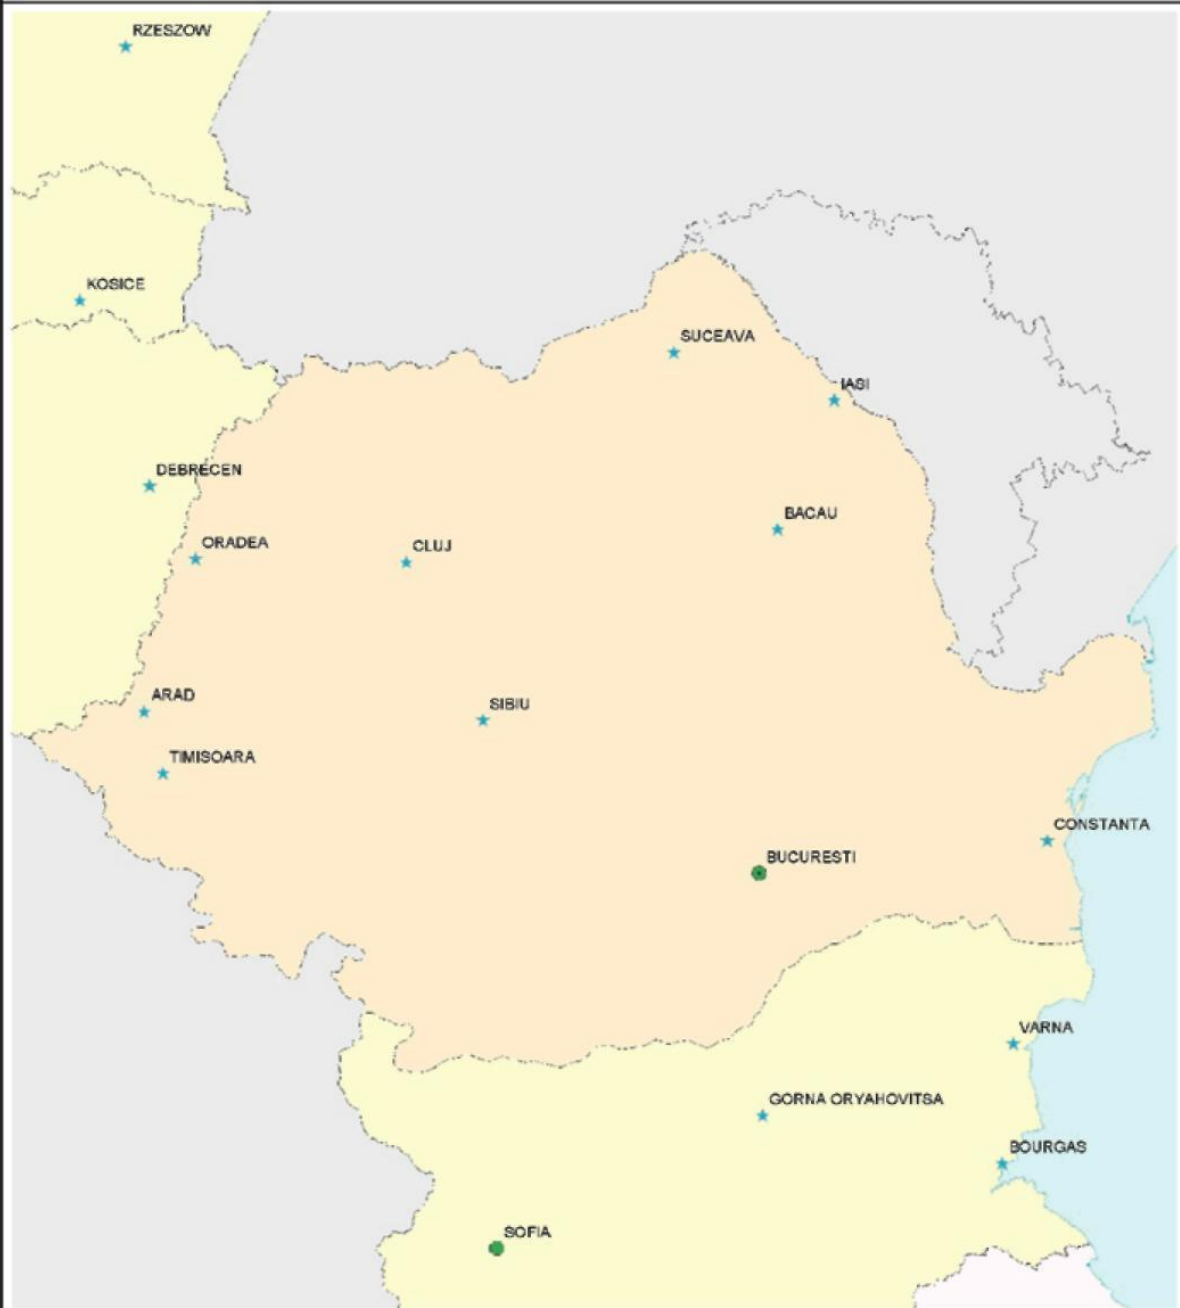 RZESZOW
KOSICE
SUCEAVA
IASI
DEBRECEN
BACAU
ORADEA
CLUJ
ARAD
SIBIU
TIMISOARA
CONSTANTA
BUCURESTI
VARNA
GORNA ORYAHOVITSA
BOURGAS
SOFIA